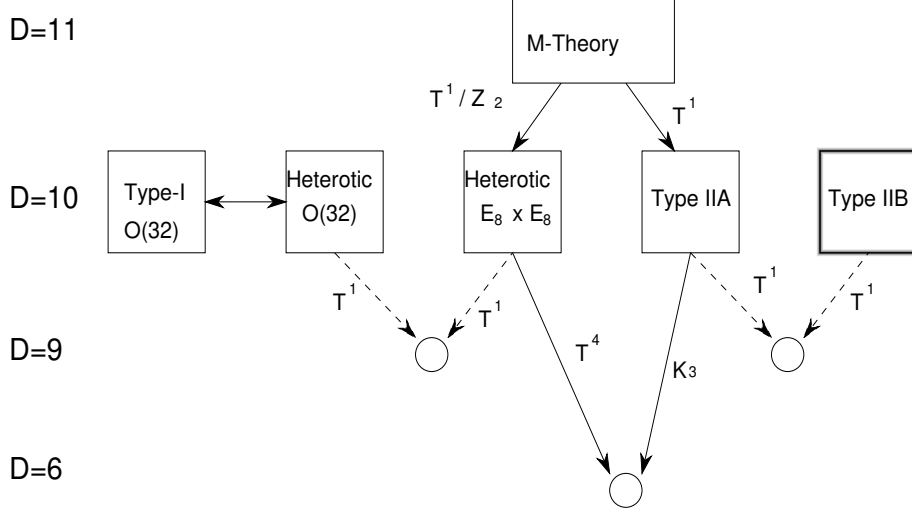 D=11
M-Theory
T¹ / Z ₂
T¹
D=10
Type-I
O(32)
Heterotic
O(32)
Heterotic
E₈ x E₈
Type IIA
Type IIB
T¹
T¹
T¹
T¹
D=9
T⁴
K₃
D=6